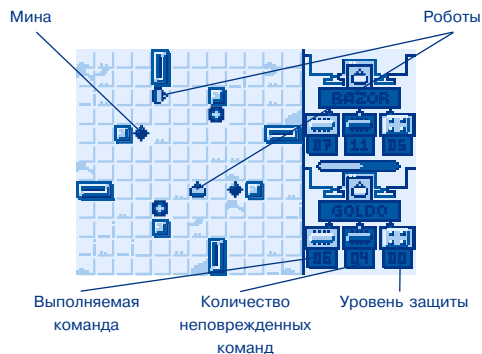 Мина
Роботы
RAZOR
07 11 05
GOLDO
06 04 00
Выполняемая
команда
Количество
неповрежденных
команд
Уровень защиты